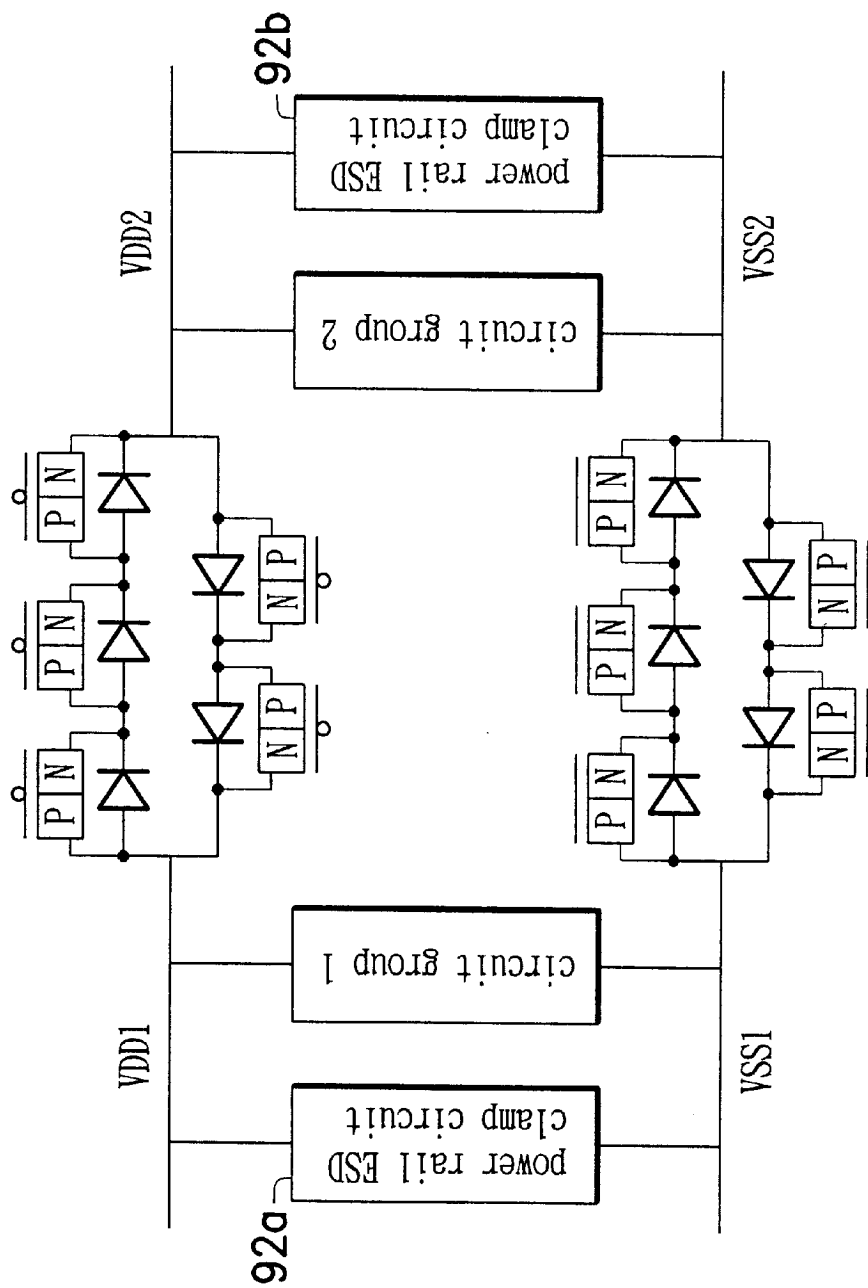 92a
92b
VDD1
VDD2
P N
P N
P N
N P
N P
power rail ESD
clamp circuit
circuit group 1
circuit group 2
power rail ESD
clamp circuit
P N
P N
P N
N P
N P
VSS1
VSS2